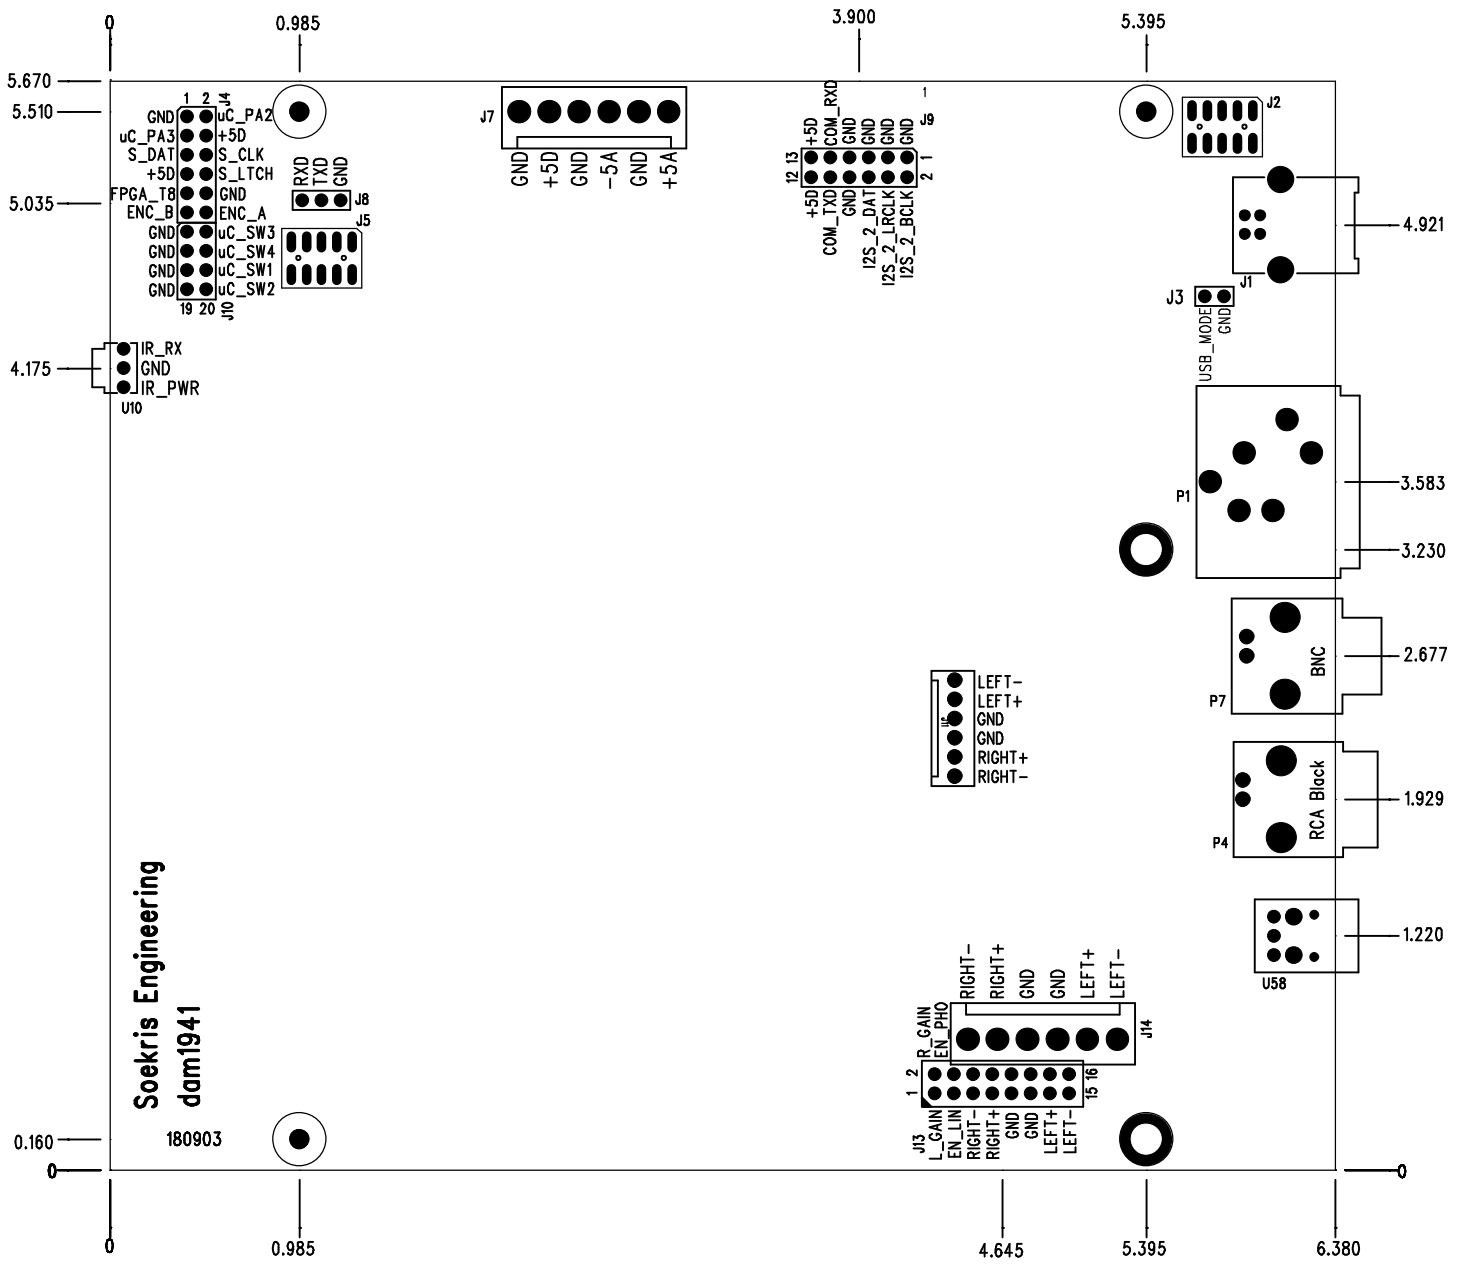 0
0.985
3.900
5.395
5.670
5.510
5.035
4.175
0.160
0
1 2 J4
GND uC_PA2
uC_PA3 +5D
S_DAT S_CLK
+5D S_LTCH
FPGA_T8 GND
ENC_B ENC_A
GND uC_SW3
GND uC_SW4
GND uC_SW1
GND uC_SW2
19 20 J10
RXD
TXD
GND
J8
J5
IR_RX
GND
IR_PWR
U10
J7
GND
+5D
GND
-5A
GND
+5A
1
J9
+5D
COM_RXD
GND
GND
GND
GND
13
1
12
2
+5D
COM_TXD
GND
I2S_2_DAT
I2S_2_LRCLK
I2S_2_BCLK
J2
J1
J3
USB_MODE
GND
4.921
P1
3.583
3.230
BNC
P7
2.677
RCA Black
P4
1.929
U58
1.220
0
LEFT-
LEFT+
GND
GND
RIGHT+
RIGHT-
RIGHT-
RIGHT+
GND
GND
LEFT+
LEFT-
J14
R_GAIN
EN_PHO
2
16
1
15
J13
L_GAIN
EN_LIN
RIGHT-
RIGHT+
GND
GND
LEFT+
LEFT-
Soekris Engineering
dam1941
180903
0
0.985
4.645
5.395
6.380